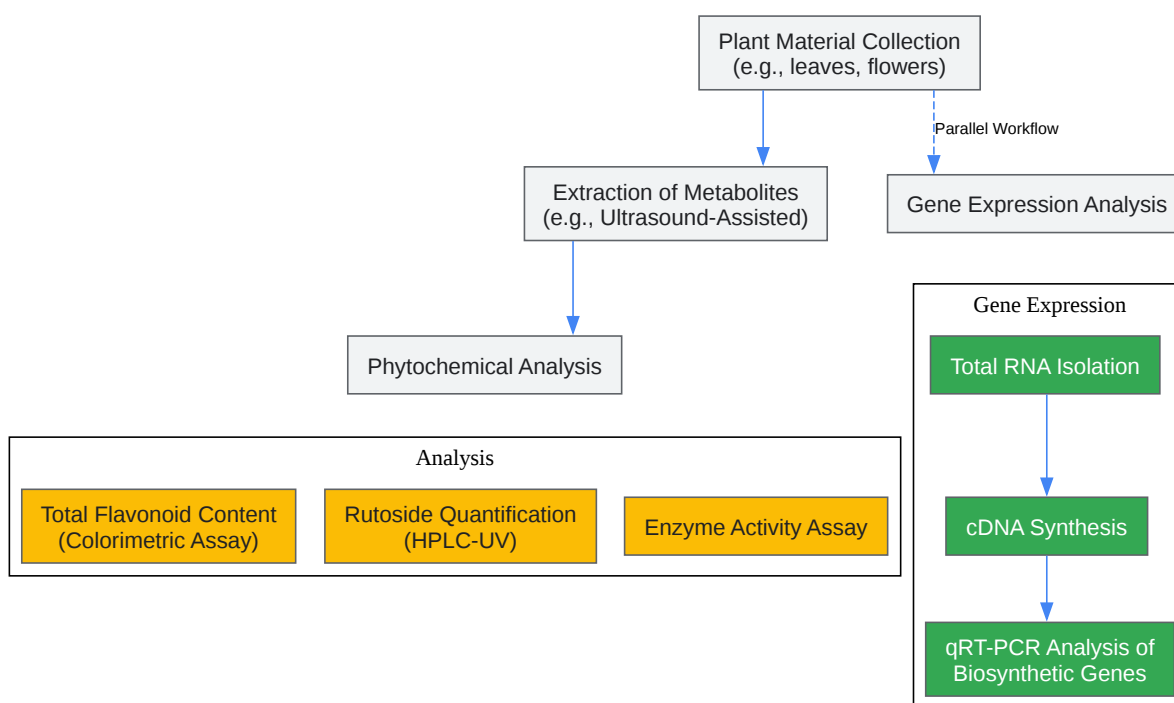 Plant Material Collection
(e.g., leaves, flowers)
Parallel Workflow
Extraction of Metabolites
(e.g., Ultrasound-Assisted)
Gene Expression Analysis
Phytochemical Analysis
Analysis
Total Flavonoid Content
(Colorimetric Assay)
Rutoside Quantification
(HPLC-UV)
Enzyme Activity Assay
Gene Expression
Total RNA Isolation
cDNA Synthesis
qRT-PCR Analysis of
Biosynthetic Genes